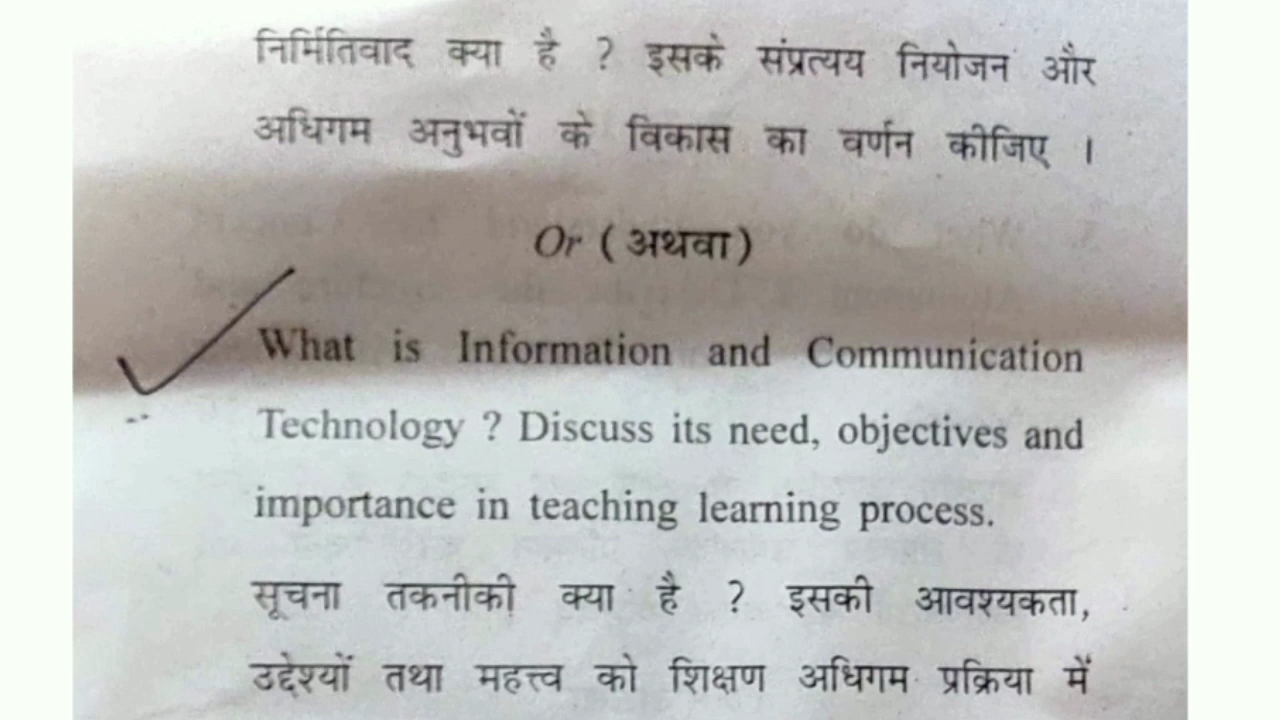 निर्मितिवाद क्या है ? इसके संप्रत्यय नियोजन और
अधिगम अनुभवों के विकास का वर्णन कीजिए ।
Or (अथवा)
What is Information and Communication
Technology ? Discuss its need, objectives and
importance in teaching learning process.
सूचना तकनीकी क्या है ? इसकी आवश्यकता,
उद्देश्यों तथा महत्त्व को शिक्षण अधिगम प्रक्रिया में